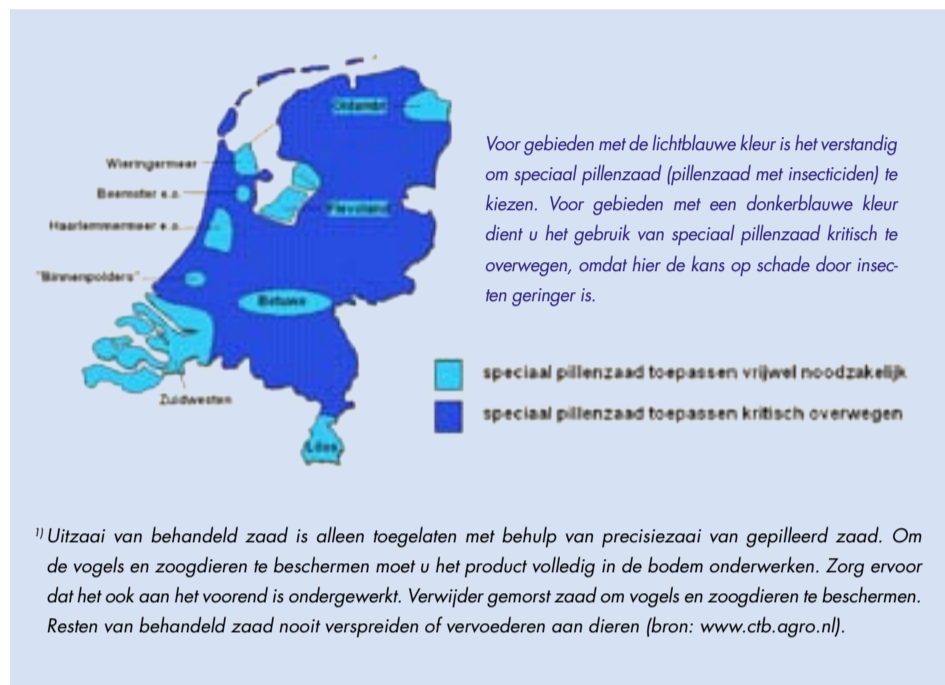 Oldambt
Wieringermeer
Beemster e.o.
Flevoland
Haarlemmermeer e.o.
"Binnenpolders"
Betuwe
Zuidwesten
Löss
Voor gebieden met de lichtblauwe kleur is het verstandig
om speciaal pillenzaad (pillenzaad met insecticiden) te
kiezen. Voor gebieden met een donkerblauwe kleur
dient u het gebruik van speciaal pillenzaad kritisch te
overwegen, omdat hier de kans op schade door insec-
ten geringer is.
speciaal pillenzaad toepassen vrijwel noodzakelijk
speciaal pillenzaad toepassen kritisch overwegen
1) Uitzaai van behandeld zaad is alleen toegelaten met behulp van precisiezaai van gepilleerd zaad. Om
de vogels en zoogdieren te beschermen moet u het product volledig in de bodem onderwerken. Zorg ervoor
dat het ook aan het voorend is ondergewerkt. Verwijder gemorst zaad om vogels en zoogdieren te beschermen.
Resten van behandeld zaad nooit verspreiden of vervoederen aan dieren (bron: www.ctb.agro.nl).